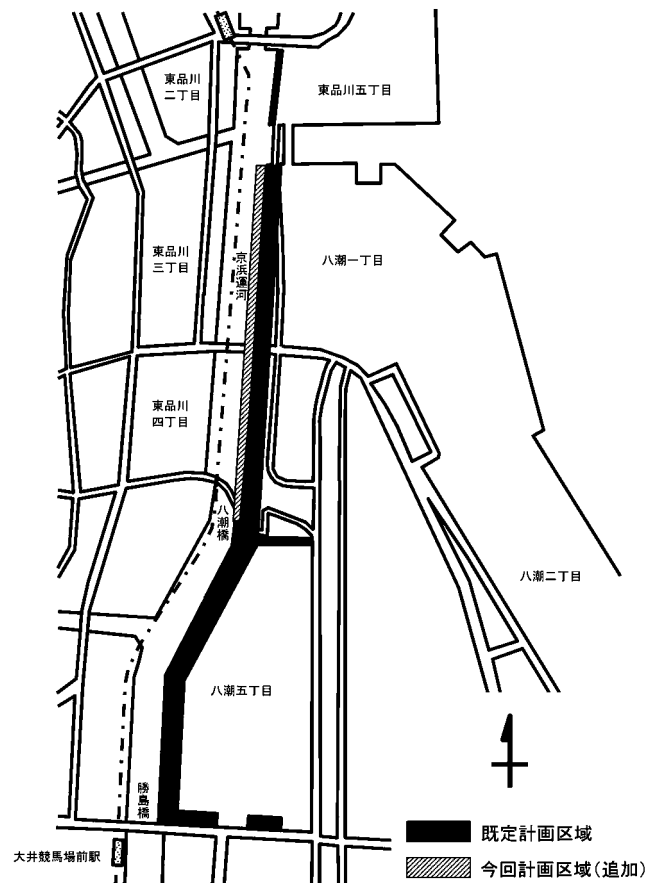 東品川
二丁目
東品川五丁目
東品川
三丁目
京浜運河
八潮一丁目
東品川
四丁目
八潮橋
八潮二丁目
八潮五丁目
勝島橋
大井競馬場前駅
既定計画区域
今回計画区域(追加)